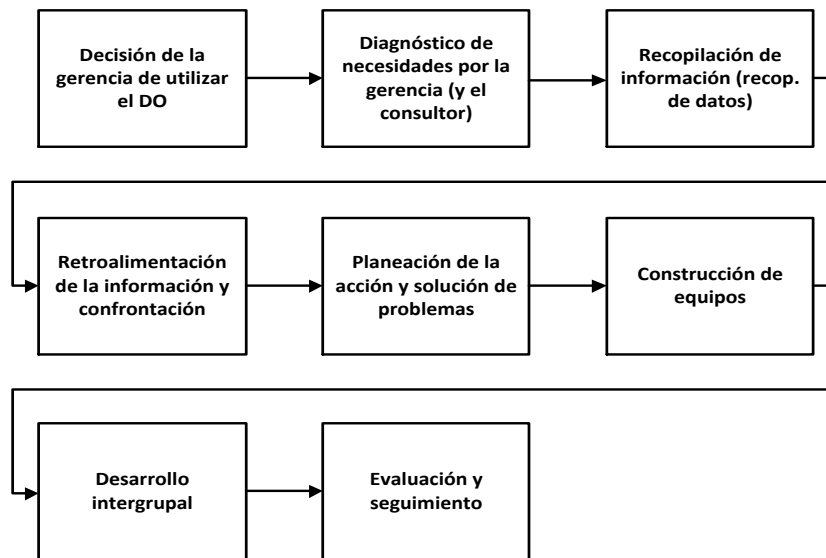 Decisión de la
gerencia de utilizar
el DO
Diagnóstico de
necesidades por la
gerencia (y el
consultor)
Recopilación de
información (recop.
de datos)
Retroalimentación
de la información y
confrontación
Planeación de la
acción y solución de
problemas
Construcción de
equipos
Desarrollo
intergrupal
Evaluación y
seguimiento